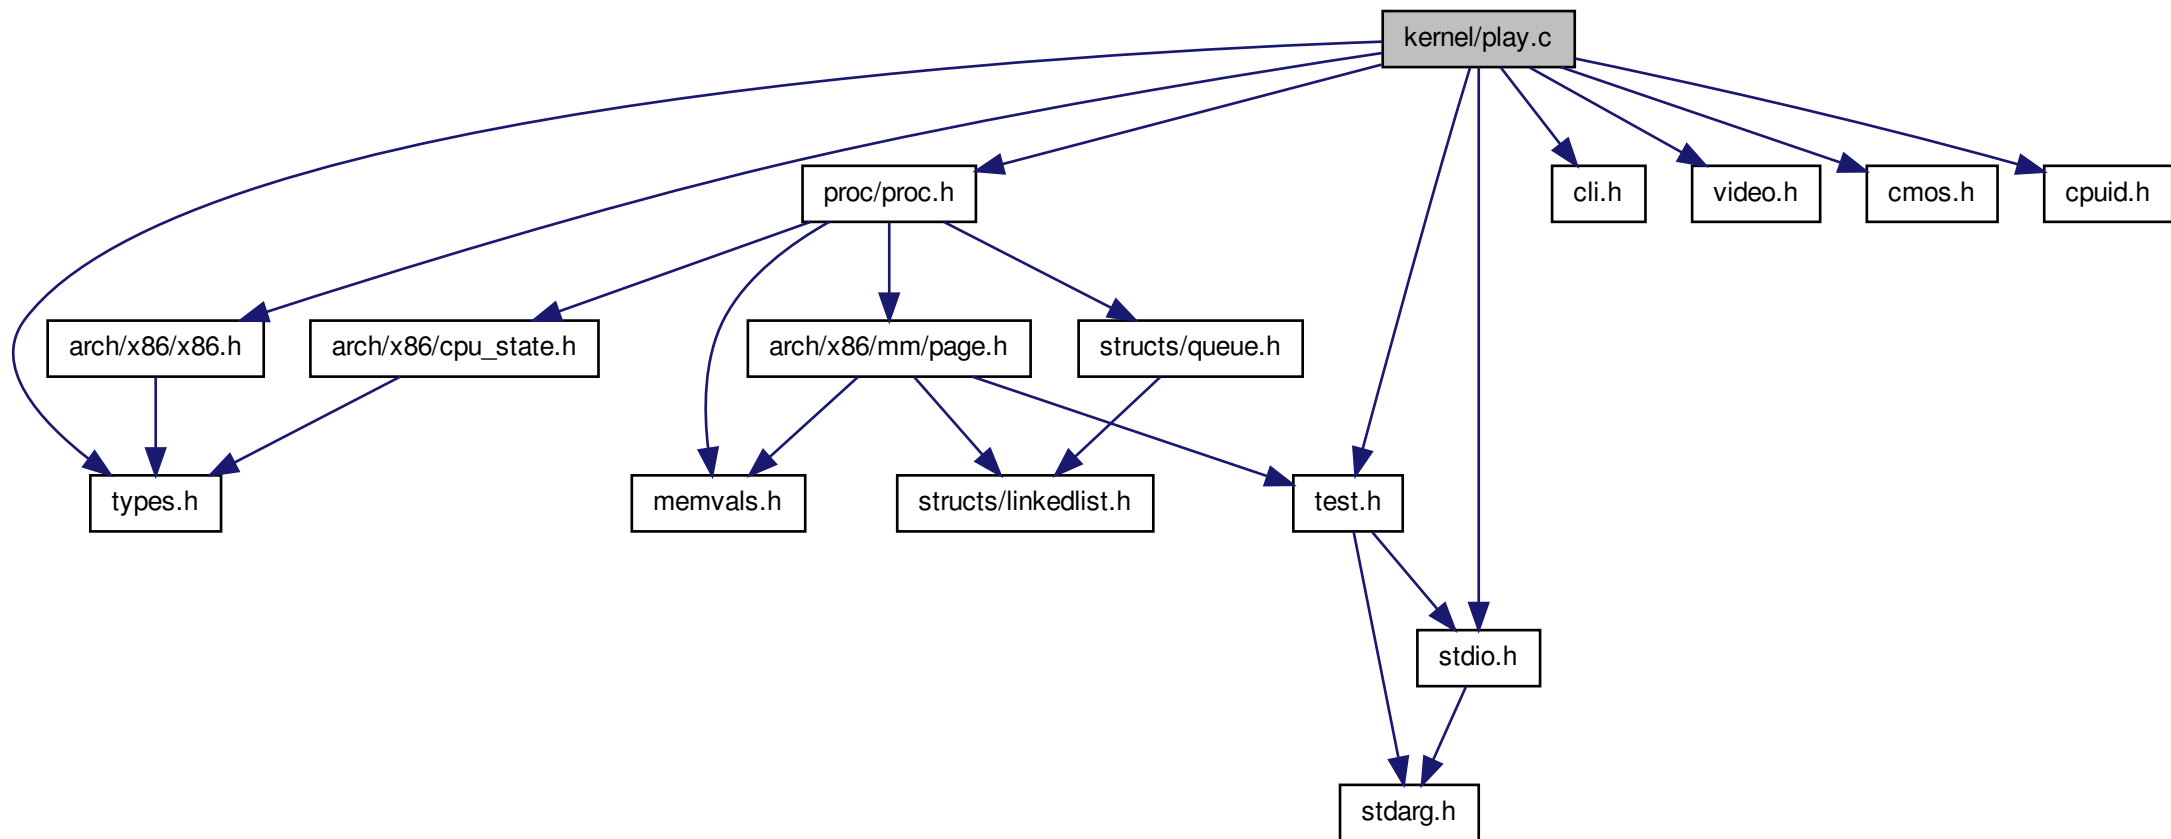 kernel/play.c
proc/proc.h
cli.h
video.h
cmos.h
cpuid.h
arch/x86/x86.h
arch/x86/cpu_state.h
arch/x86/mm/page.h
structs/queue.h
types.h
memvals.h
structs/linkedlist.h
test.h
stdio.h
stdarg.h